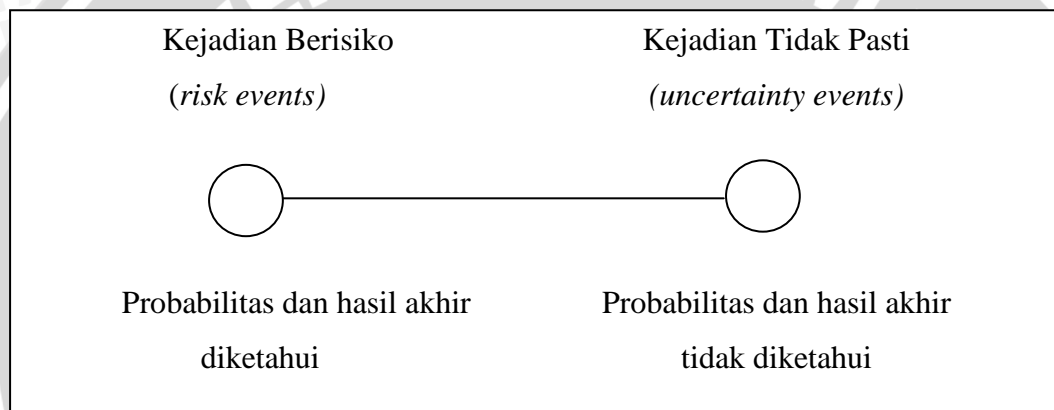 Kejadian Berisiko
(risk events)
Kejadian Tidak Pasti
(uncertainty events)
Probabilitas dan hasil akhir
diketahui
Probabilitas dan hasil akhir
tidak diketahui